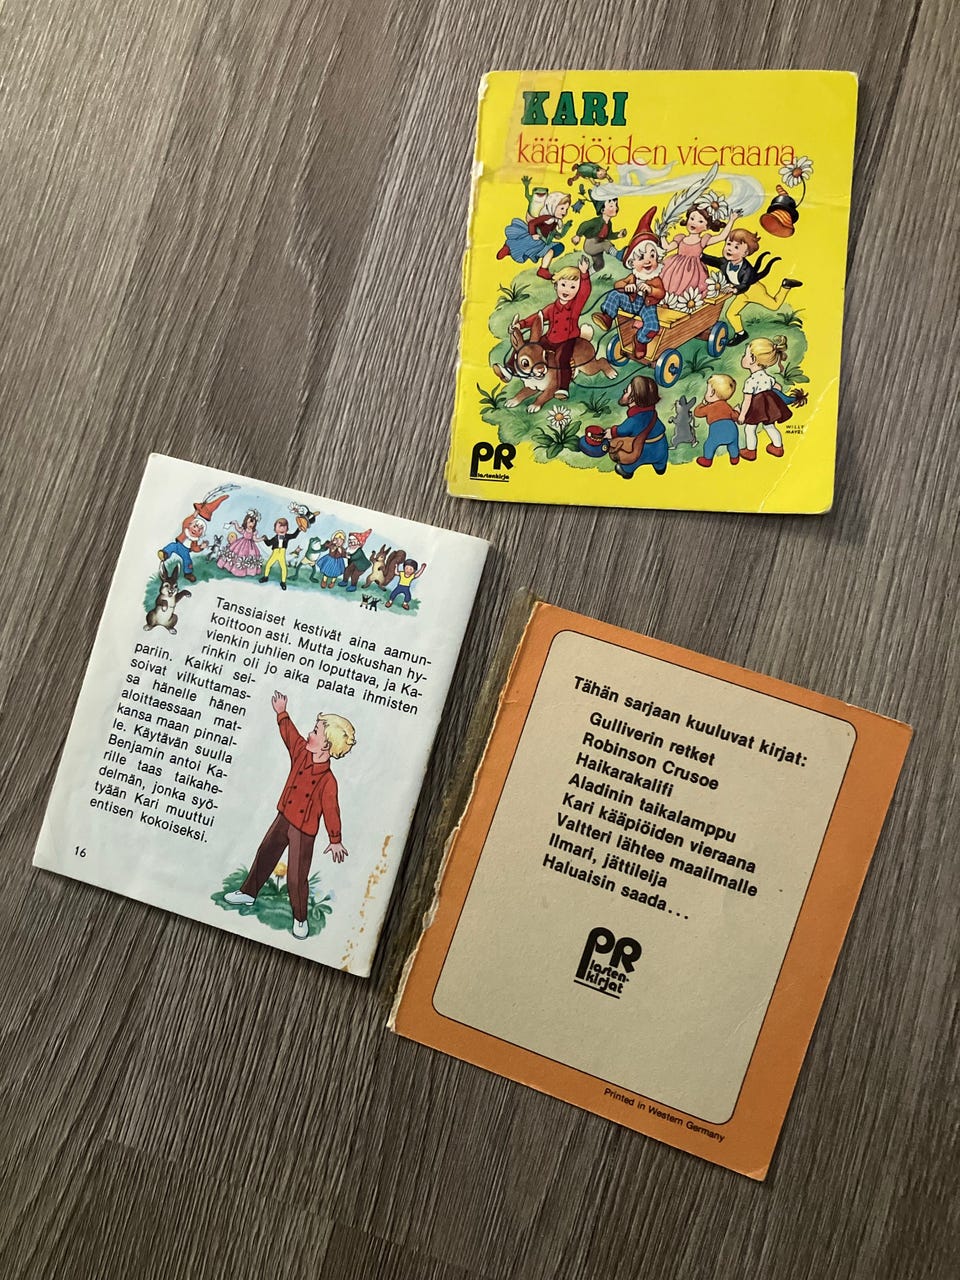 KARI
kääpiöiden vieraana
WILLY
MAYRL
PR
lastenkirja
Tanssiaiset kestivät aina aamun-
koittoon asti. Mutta joskushan hy-
vienkin juhlien on loputtava, ja Ka-
rinkin oli jo aika palata ihmisten
pariin. Kaikki sei-
soivat vilkuttamas-
sa hänelle hänen
aloittaessaan mat-
kansa maan pinnal-
le. Käytävän suulla
Benjamin antoi Ka-
rille taas taikahe-
delmän, jonka syö-
tyään Kari muuttui
entisen kokoiseksi.
16
Tähän sarjaan kuuluvat kirjat:
Gulliverin retket
Robinson Crusoe
Haikarakalifi
Aladinin taikalamppu
Kari kääpiöiden vieraana
Valtteri lähtee maailmalle
Ilmari, jättileija
Haluaisin saada...
PR
lasten-
kirjat
Printed in Western Germany